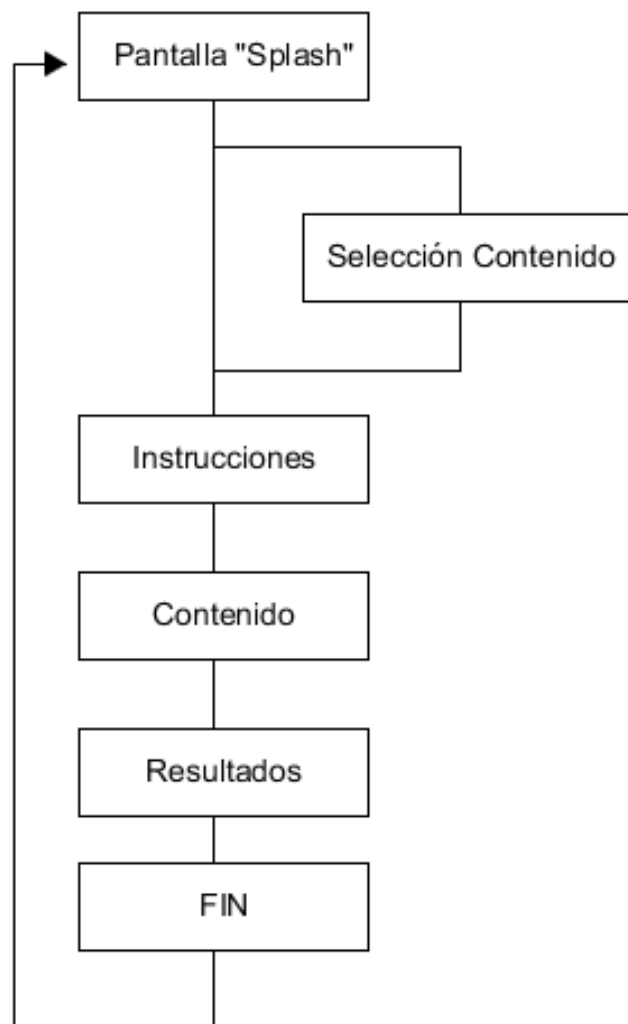 Pantalla "Splash"
Selección Contenido
Instrucciones
Contenido
Resultados
FIN